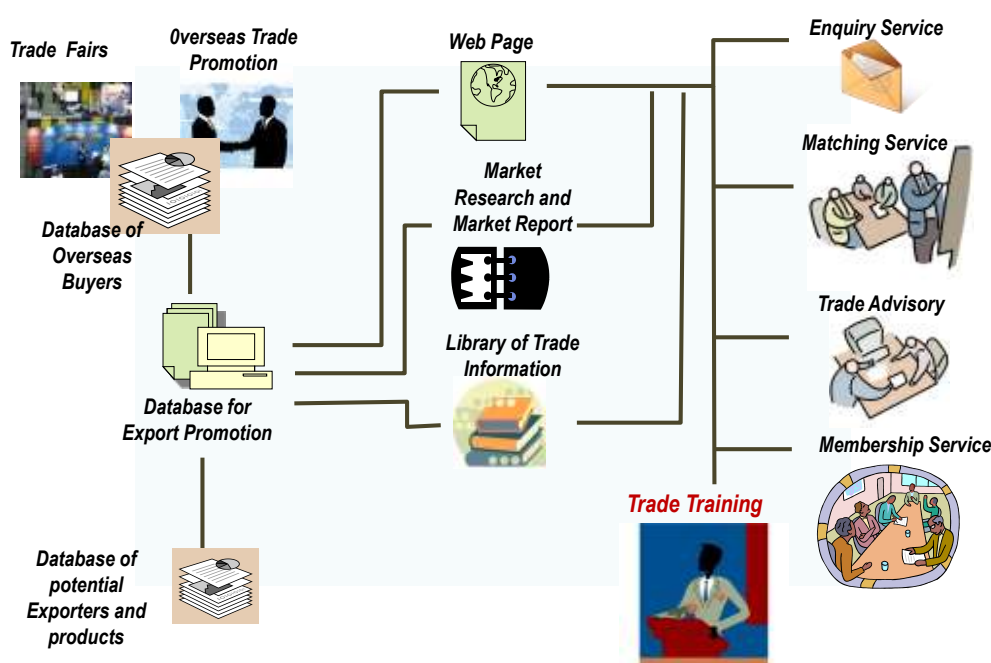 Trade Fairs
0verseas Trade
Promotion
Web Page
Enquiry Service
Matching Service
Market
Research and
Market Report
Database of
Overseas
Buyers
Trade Advisory
Library of Trade
Information
Database for
Export Promotion
Membership Service
Trade Training
Database of
potential
Exporters and
products